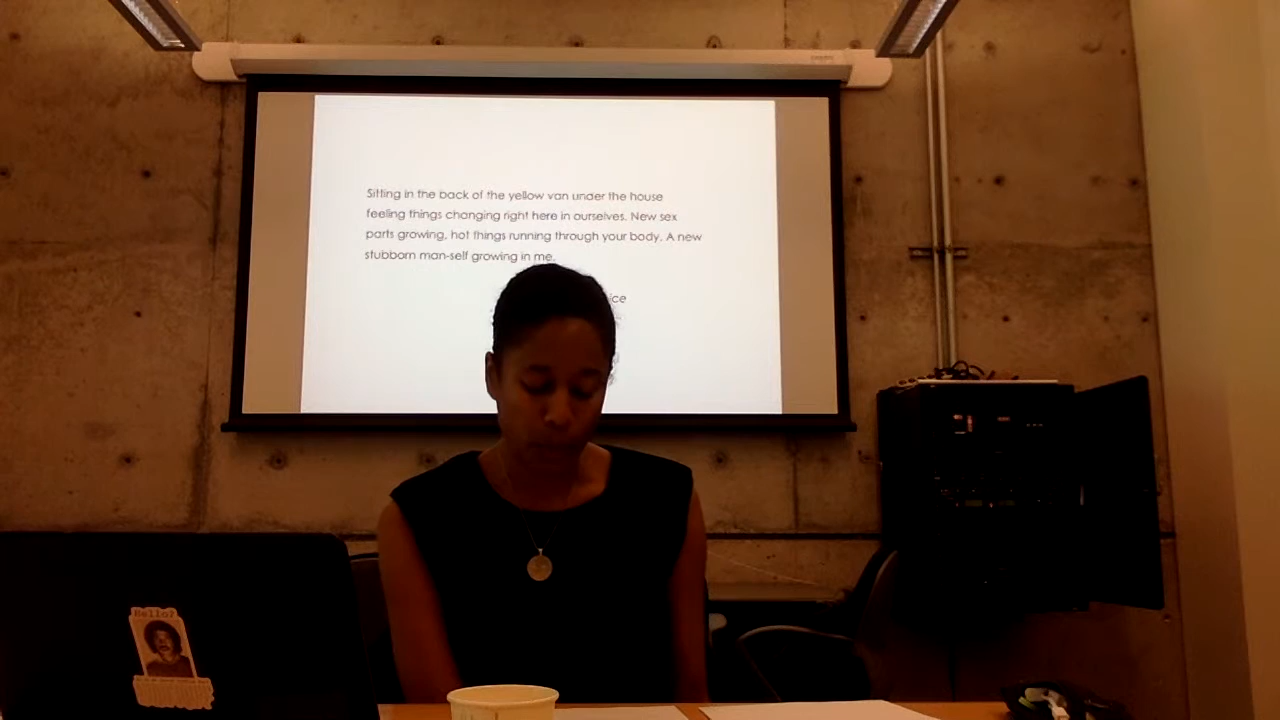 Sitting in the back of the yellow van under the house
feeling things changing right here in ourselves. New sex
parts growing, hot things running through your body. A new
stubborn man-self growing in me.
Hello?